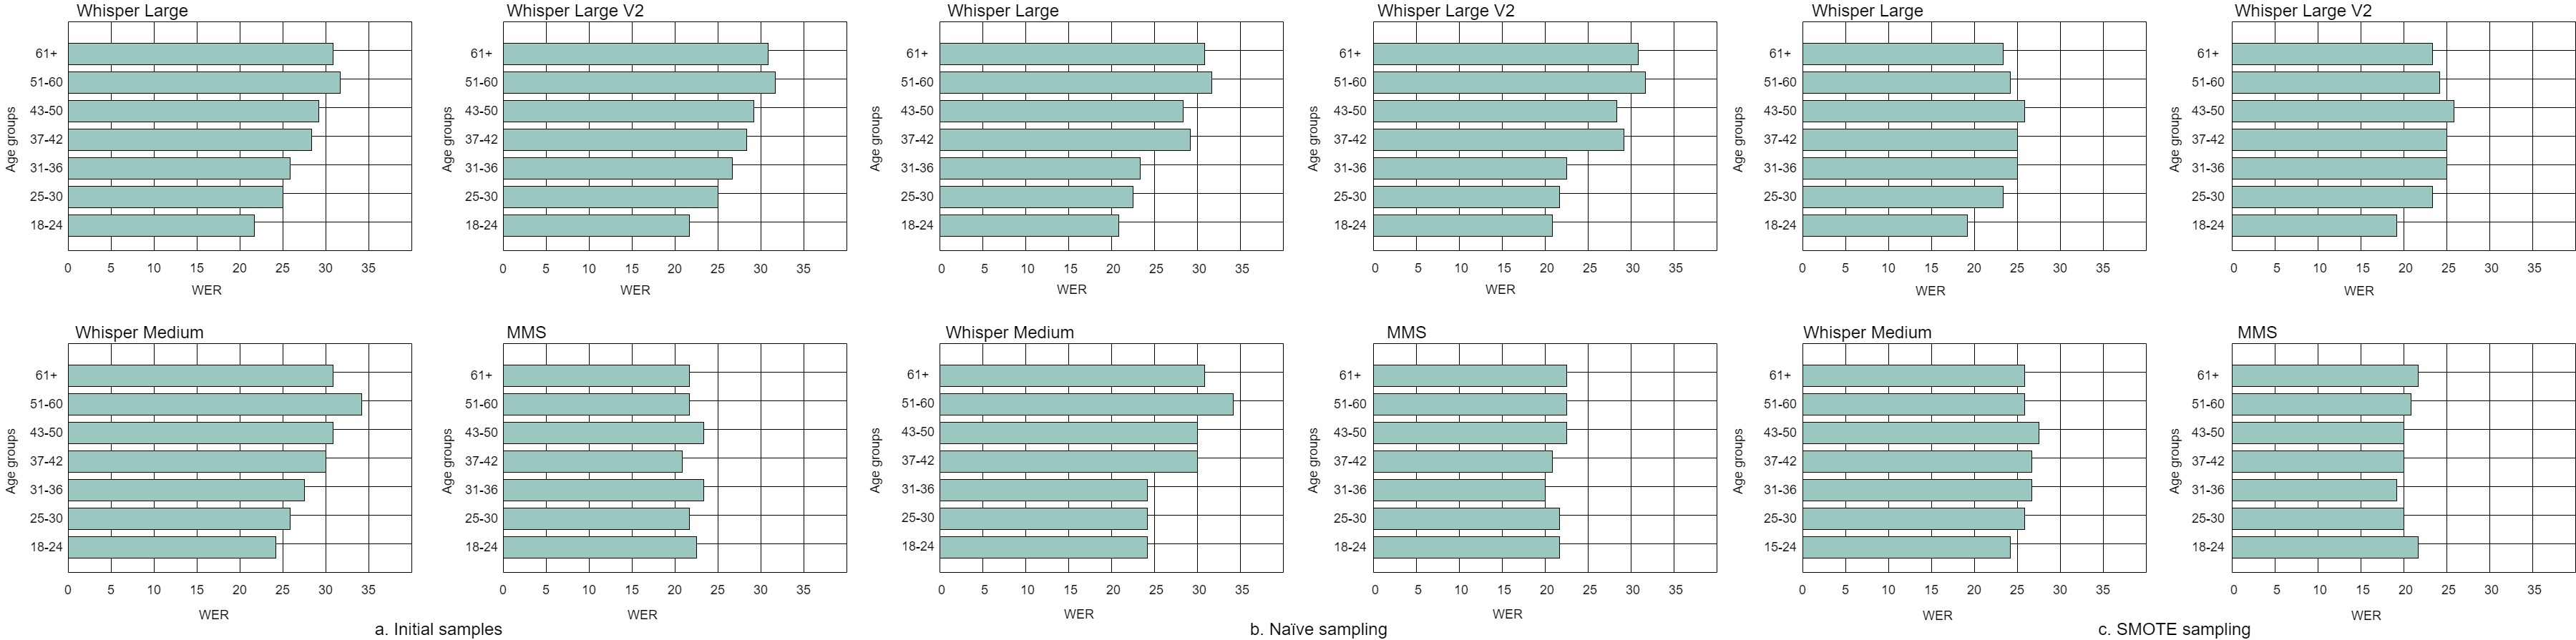 Whisper Large
61+
51-60
43-50
37-42
31-36
25-30
18-24
Age groups
0 5 10 15 20 25 30 35
WER
Whisper Large V2
61+
51-60
43-50
37-42
31-36
25-30
18-24
Age groups
0 5 10 15 20 25 30 35
WER
Whisper Large
61+
51-60
43-50
37-42
31-36
25-30
18-24
Age groups
0 5 10 15 25 30 35
WER
Whisper Large V2
61+
51-60
43-50
37-42
31-36
25-30
18-24
Age groups
0 5 10 15 20 25 30 35
WER
Whisper Large
61+
51-60
43-50
37-42
31-36
25-30
18-24
Age groups
0 5 10 15 20 25 30 35
WER
Whisper Large V2
61+
51-60
43-50
37-42
31-36
25-30
18-24
Age groups
0 5 10 15 20 25 30 35
WER
Whisper Medium
61+
51-60
43-50
37-42
31-36
25-30
18-24
Age groups
0 5 10 15 20 25 30 35
WER
MMS
61+
51-60
43-50
37-42
31-36
25-30
18-24
Age groups
0 5 10 15 20 25 30 35
WER
a. Initial samples
Whisper Medium
61+
51-60
43-50
37-42
31-36
25-30
18-24
Age groups
0 5 10 15 20 25 30 35
WER
MMS
61+
51-60
43-50
37-42
31-36
25-30
18-24
Age groups
0 5 10 15 20 25 30 35
WER
b. Naïve sampling
Whisper Medium
61+
51-60
43-50
37-42
31-36
25-30
15-24
Age groups
0 5 10 15 20 25 30 35
WER
MMS
61+
51-60
43-50
37-42
31-36
25-30
18-24
Age groups
0 5 10 15 20 25 30 35
WER
c. SMOTE sampling